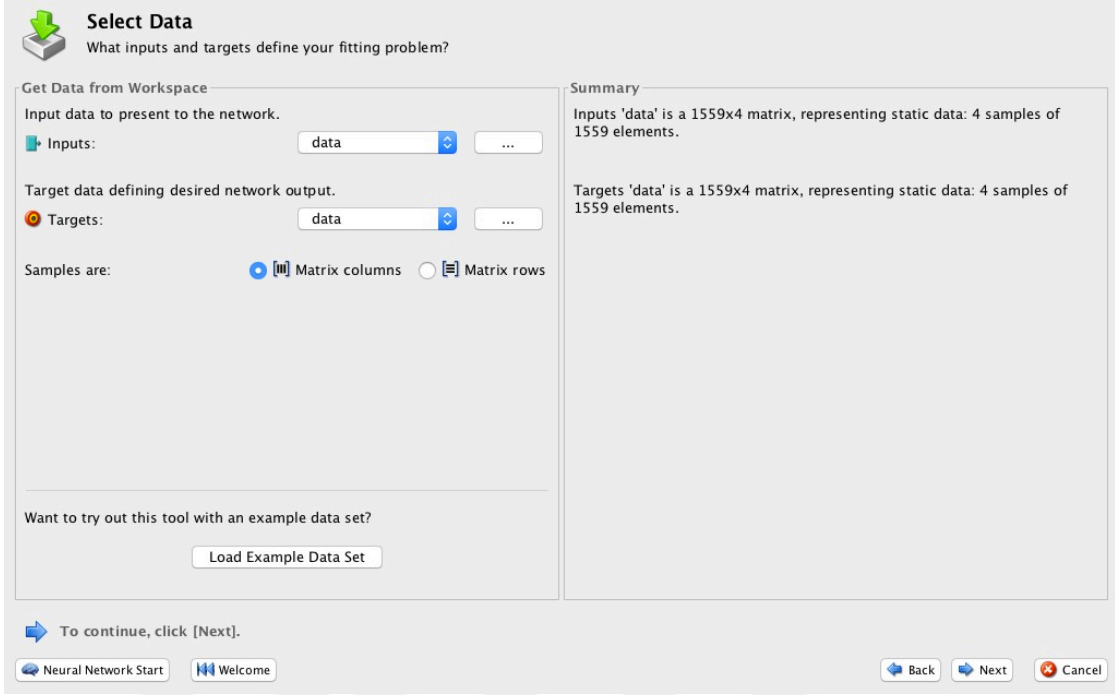 Select Data
What inputs and targets define your fitting problem?
Get Data from Workspace
Input data to present to the network.
Inputs: data ...
Target data defining desired network output.
Targets: data ...
Samples are: Matrix columns Matrix rows
Want to try out this tool with an example data set?
Load Example Data Set
Summary
Inputs 'data' is a 1559x4 matrix, representing static data: 4 samples of
1559 elements.
Targets 'data' is a 1559x4 matrix, representing static data: 4 samples of
1559 elements.
To continue, click [Next].
Neural Network Start Welcome Back Next Cancel